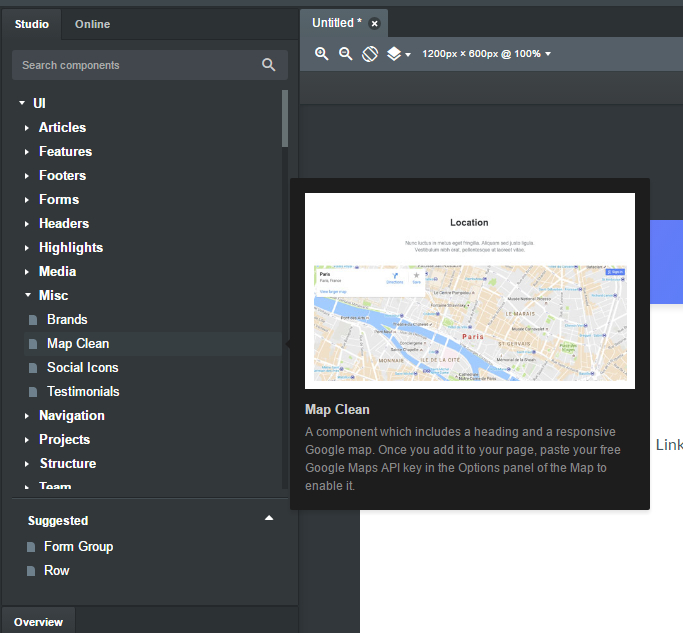 Studio
Online
Untitled *
Search components
1200px × 600px @ 100%
UI
Articles
Features
Footers
Forms
Headers
Highlights
Media
Misc
Brands
Map Clean
Social Icons
Testimonials
Navigation
Projects
Structure
Team
Suggested
Form Group
Row
Overview
Location
Nunc luctus in metus eget fringilla. Aliquam sed justo ligula.
Vestibulum nibh erat, pellentesque ut laoreet vitae.
Paris
Paris, France
Directions
Save
View larger map
Sign in
Paris
LE MARAIS
ST-GERVAIS
ILE DE LA CITE
MONNAIE
Map Clean
A component which includes a heading and a responsive
Google map. Once you add it to your page, paste your free
Google Maps API key in the Options panel of the Map to
enable it.
Link